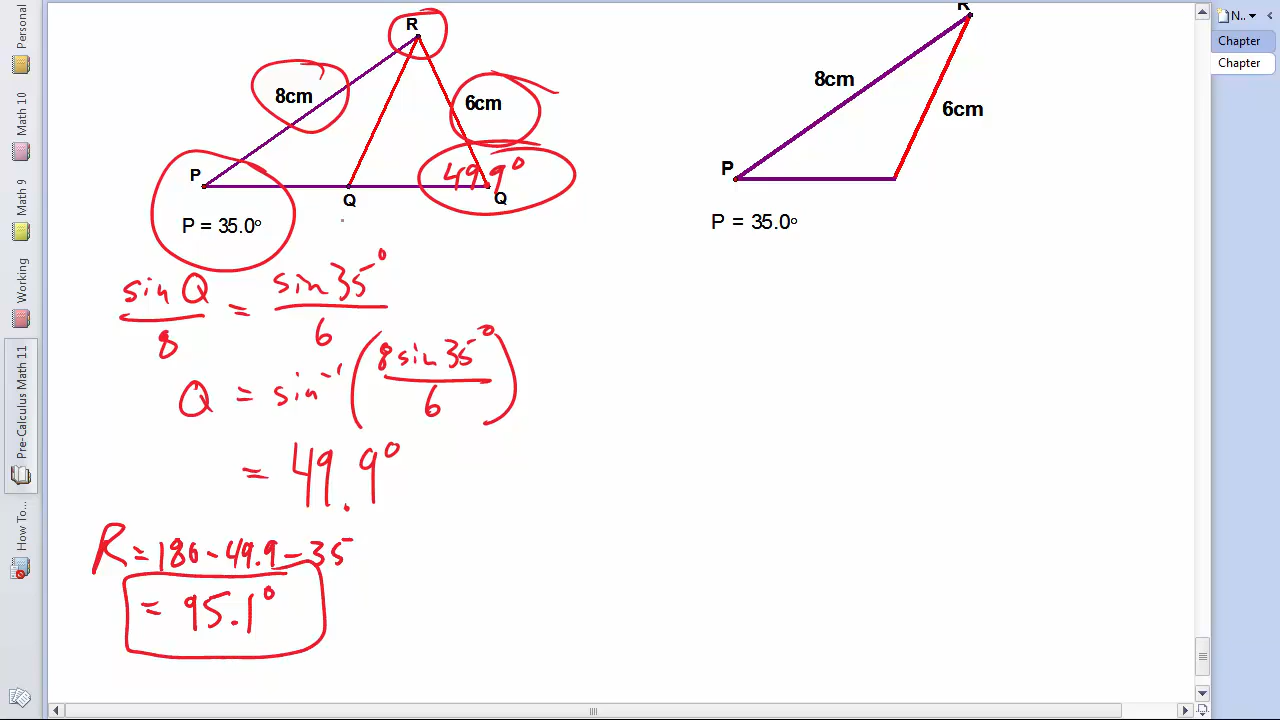 Personal
Math 10
Math 9
Working
Pre-Calculus Math 11
How To...
N..
Chapter
Chapter
R
8cm
6cm
P
49.9°
Q
Q
P = 35.0°
sin Q / 8 = sin 35° / 6
Q = sin⁻¹ (8 sin 35° / 6)
= 49.9°
R = 180 - 49.9 - 35
= 95.1°
R
8cm
6cm
P
P = 35.0°